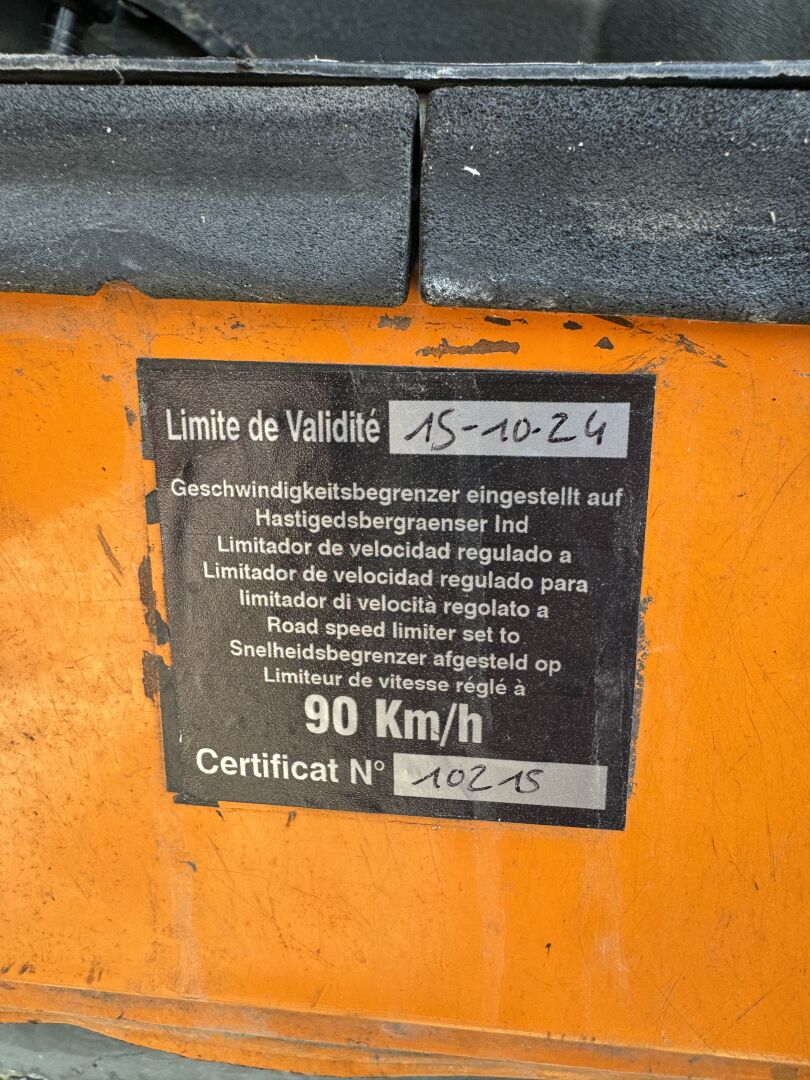 Limite de Validité 15-10-24
Geschwindigkeitsbegrenzer eingestellt auf
Hastigedsbergraenser Ind
Limitador de velocidad regulado a
Limitador de velocidad regulado para
limitador di velocità regolato a
Road speed limiter set to
Snelheidsbegrenzer afgesteld op
Limiteur de vitesse réglé à
90 Km/h
Certificat N° 10215